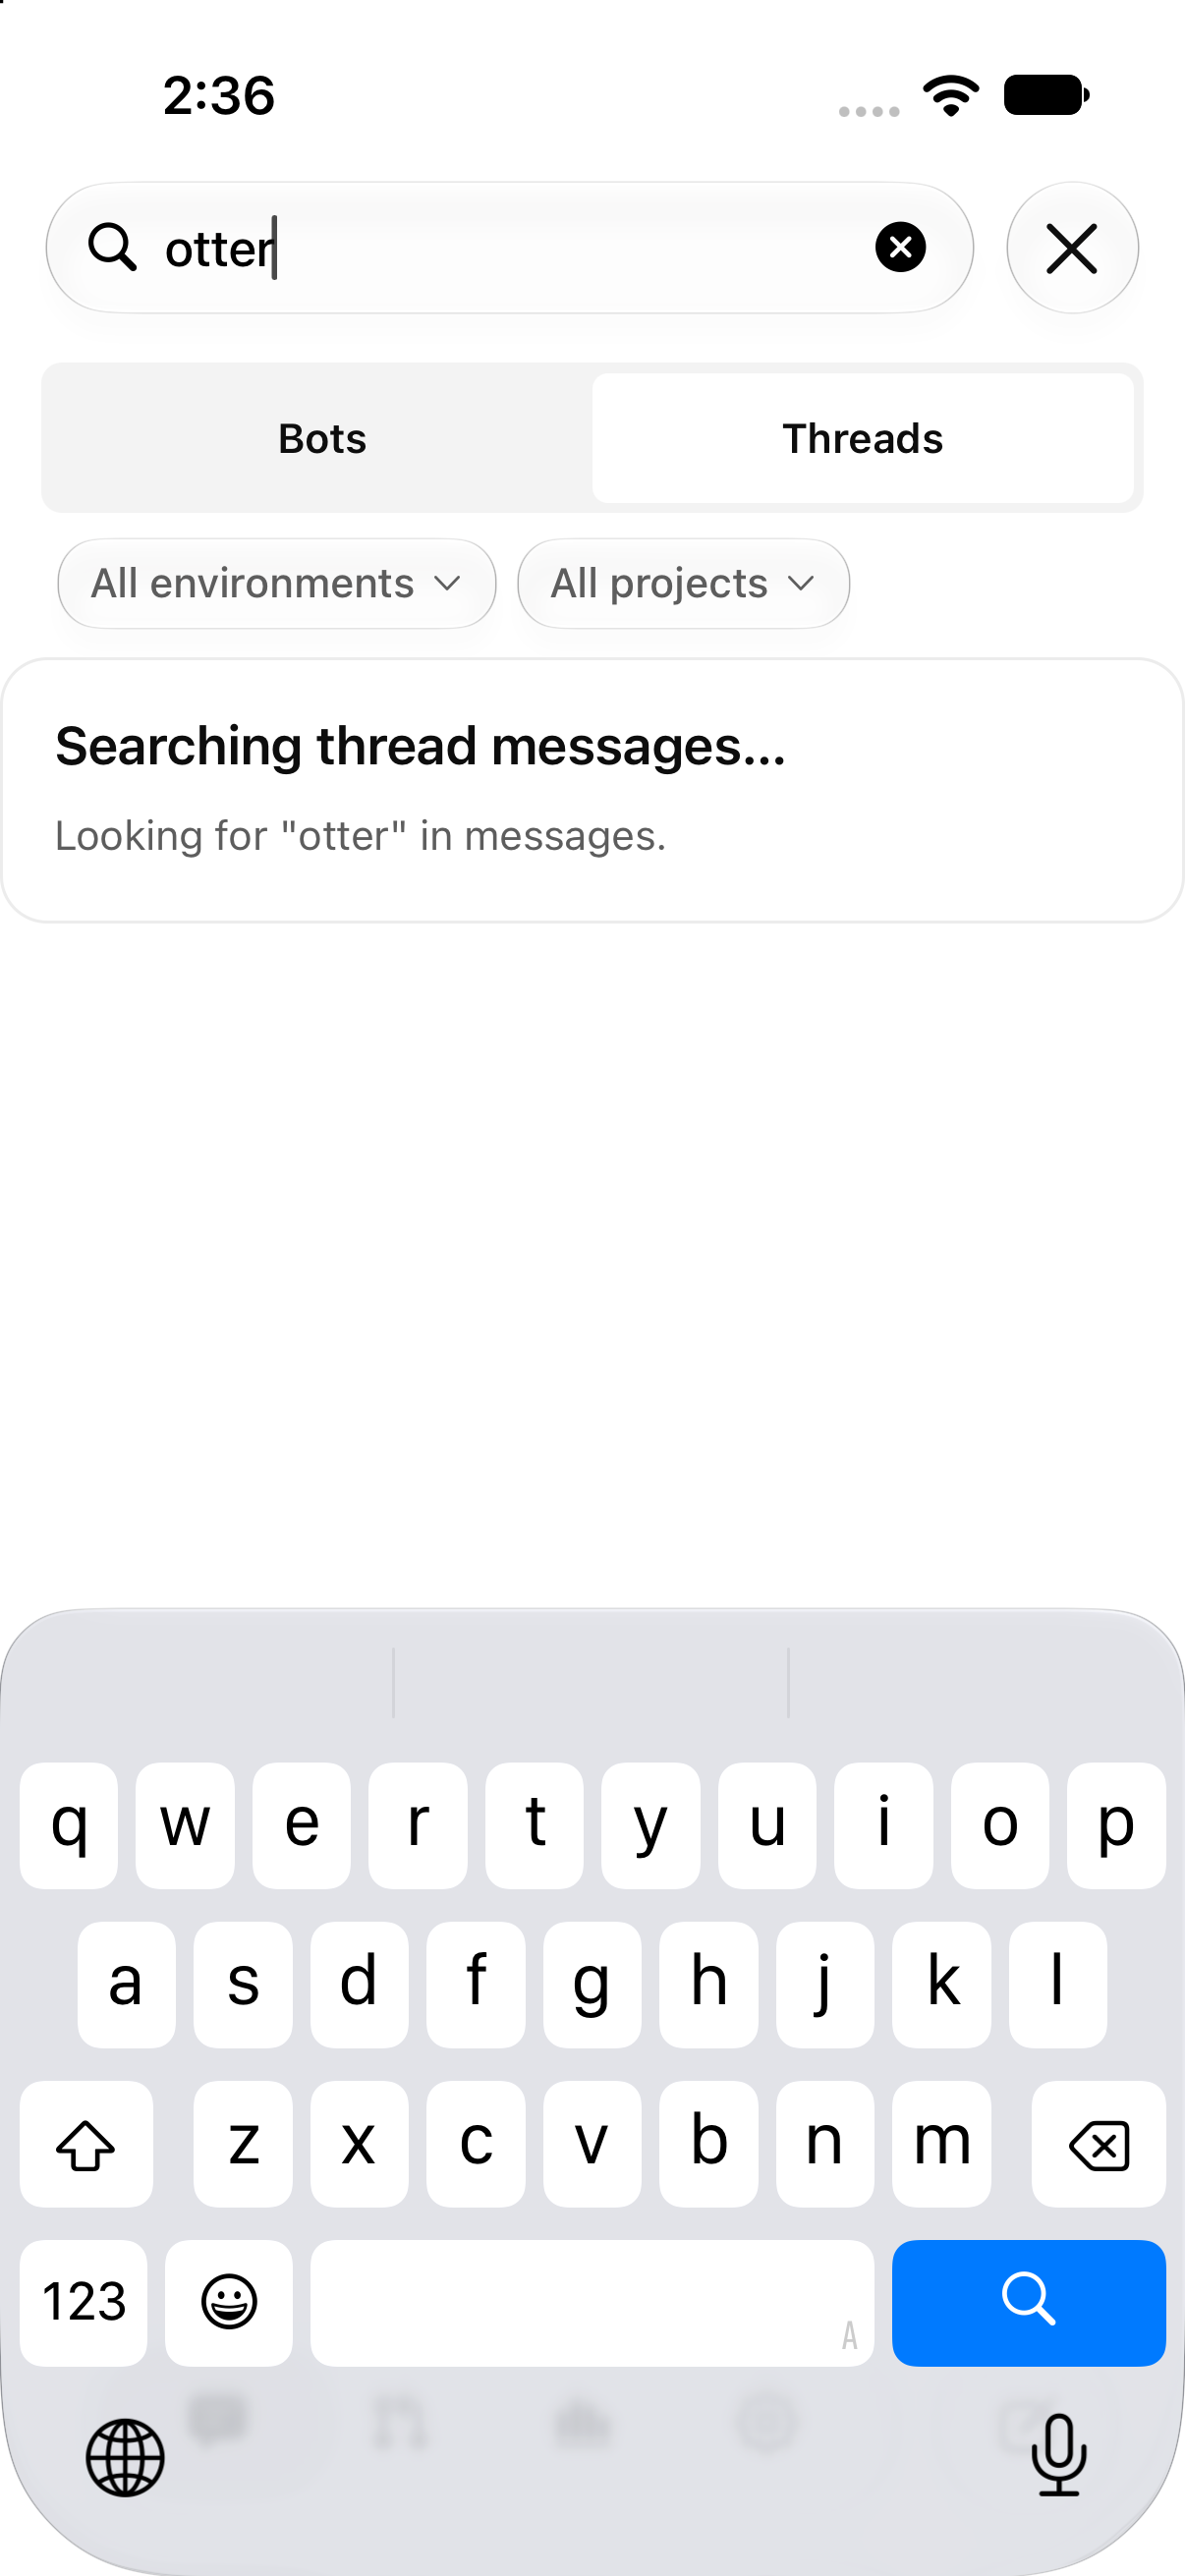 2:36
otter
Bots
Threads
All environments
All projects
Searching thread messages...
Looking for "otter" in messages.
q w e r t y u i o p
a s d f g h j k l
z x c v b n m
123
A